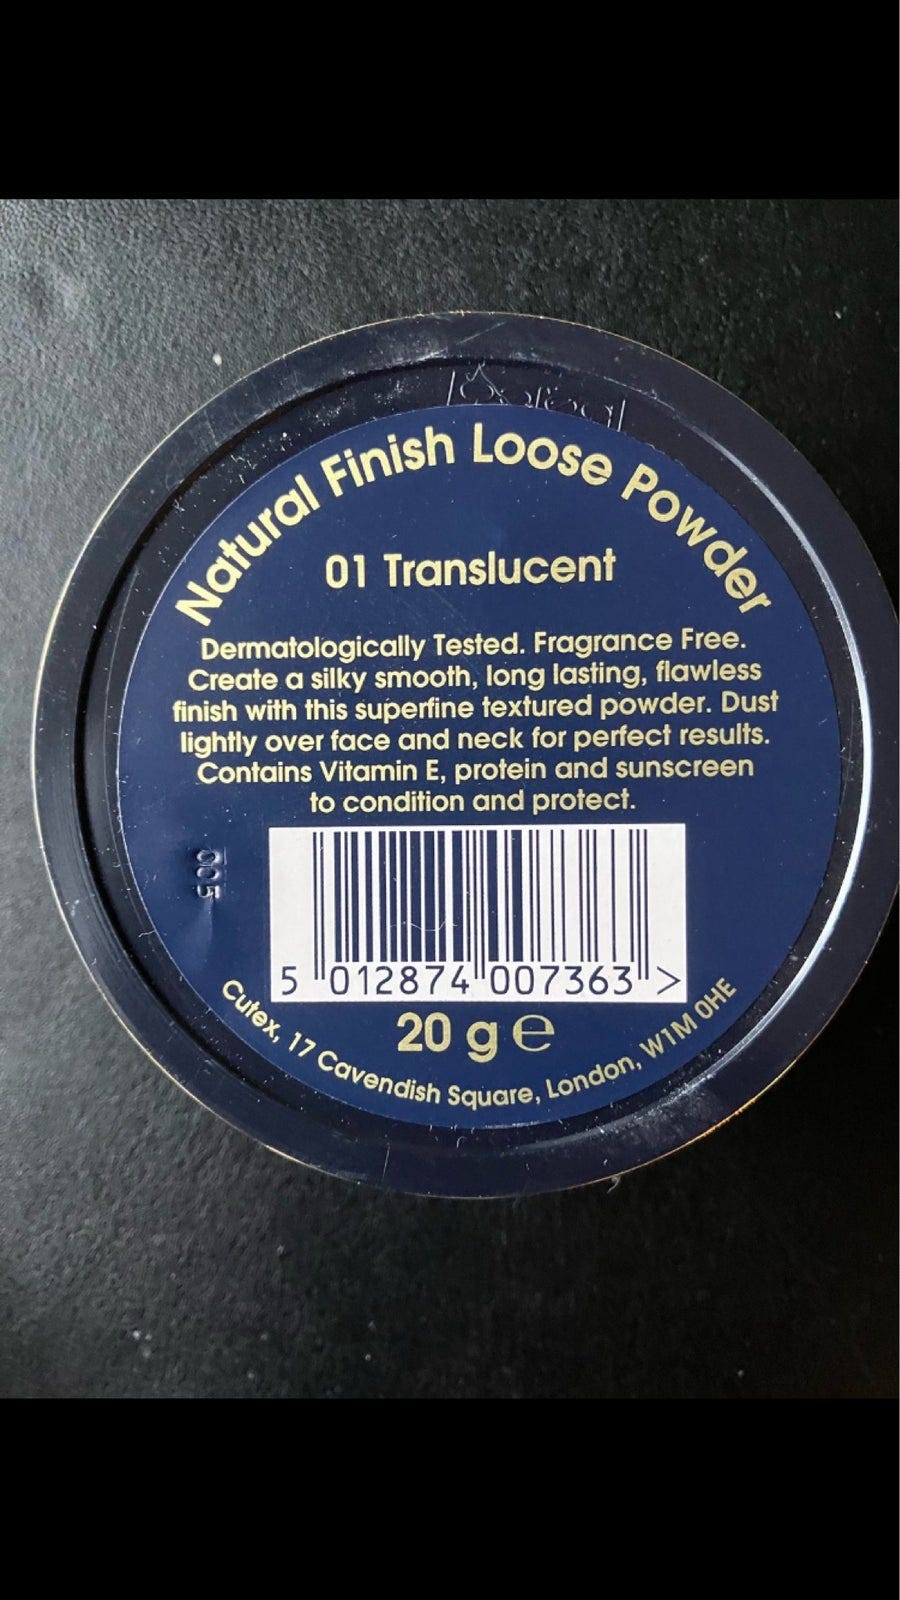 Natural Finish Loose Powder
01 Translucent
Dermatologically Tested. Fragrance Free.
Create a silky smooth, long lasting, flawless
finish with this superfine textured powder. Dust
lightly over face and neck for perfect results.
Contains Vitamin E, protein and sunscreen
to condition and protect.
005
5 012874 007363 >
20 g e
Cutex, 17 Cavendish Square, London, W1M 0HE